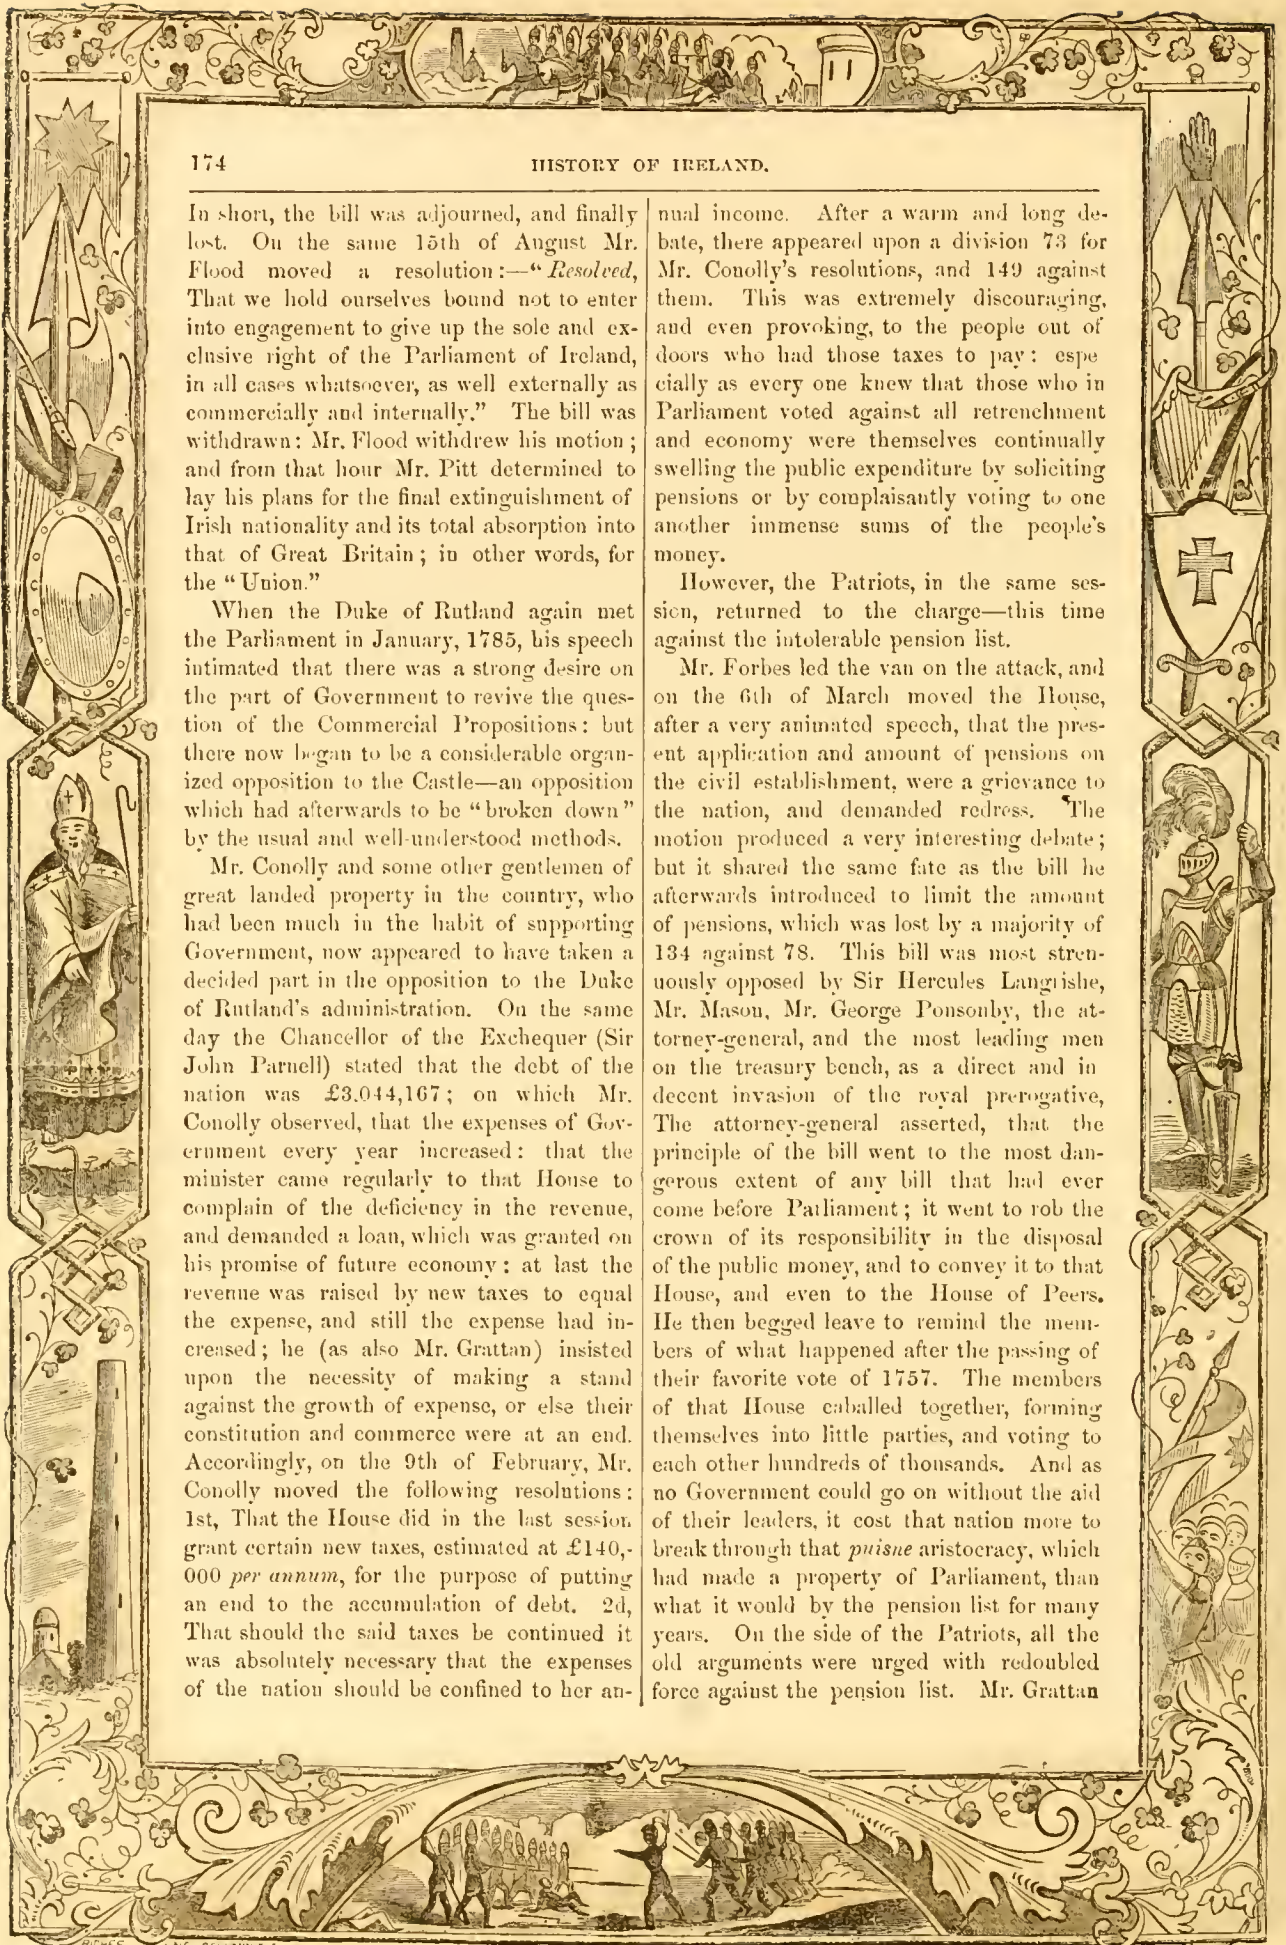 174
HISTORY OF IRELAND.
In short, the bill was adjourned, and finally
lost. On the same 15th of August Mr.
Flood moved a resolution:—“Resolved,
That we hold ourselves bound not to enter
into engagement to give up the sole and ex-
clusive right of the Parliament of Ireland,
in all cases whatsoever, as well externally as
commercially and internally.” The bill was
withdrawn: Mr. Flood withdrew his motion;
and from that hour Mr. Pitt determined to
lay his plans for the final extinguishment of
Irish nationality and its total absorption into
that of Great Britain; in other words, for
the “Union.”
When the Duke of Rutland again met
the Parliament in January, 1785, his speech
intimated that there was a strong desire on
the part of Government to revive the ques-
tion of the Commercial Propositions: but
there now began to be a considerable organ-
ized opposition to the Castle—an opposition
which had afterwards to be “broken down”
by the usual and well-understood methods.
Mr. Conolly and some other gentlemen of
great landed property in the country, who
had been much in the habit of supporting
Government, now appeared to have taken a
decided part in the opposition to the Duke
of Rutland's administration. On the same
day the Chancellor of the Exchequer (Sir
John Parnell) stated that the debt of the
nation was £3.044,167; on which Mr.
Conolly observed, that the expenses of Gov-
ernment every year increased: that the
minister came regularly to that House to
complain of the deficiency in the revenue,
and demanded a loan, which was granted on
his promise of future economy: at last the
revenue was raised by new taxes to equal
the expense, and still the expense had in-
creased; he (as also Mr. Grattan) insisted
upon the necessity of making a stand
against the growth of expense, or else their
constitution and commerce were at an end.
Accordingly, on the 9th of February, Mr.
Conolly moved the following resolutions:
1st, That the House did in the last session
grant certain new taxes, estimated at £140,-
000 per annum, for the purpose of putting
an end to the accumulation of debt. 2d,
That should the said taxes be continued it
was absolutely necessary that the expenses
of the nation should be confined to her an-
nual income. After a warm and long de-
bate, there appeared upon a division 73 for
Mr. Conolly's resolutions, and 149 against
them. This was extremely discouraging,
and even provoking, to the people out of
doors who had those taxes to pay: espe
cially as every one knew that those who in
Parliament voted against all retrenchment
and economy were themselves continually
swelling the public expenditure by soliciting
pensions or by complaisantly voting to one
another immense sums of the people's
money.
However, the Patriots, in the same ses-
sion, returned to the charge—this time
against the intolerable pension list.
Mr. Forbes led the van on the attack, and
on the 6th of March moved the House,
after a very animated speech, that the pres-
ent application and amount of pensions on
the civil establishment, were a grievance to
the nation, and demanded redress. The
motion produced a very interesting debate;
but it shared the same fate as the bill he
afterwards introduced to limit the amount
of pensions, which was lost by a majority of
134 against 78. This bill was most stren-
uously opposed by Sir Hercules Langrishe,
Mr. Mason, Mr. George Ponsonby, the at-
torney-general, and the most leading men
on the treasury bench, as a direct and in
decent invasion of the royal prerogative,
The attorney-general asserted, that the
principle of the bill went to the most dan-
gerous extent of any bill that had ever
come before Parliament; it went to rob the
crown of its responsibility in the disposal
of the public money, and to convey it to that
House, and even to the House of Peers.
He then begged leave to remind the mem-
bers of what happened after the passing of
their favorite vote of 1757. The members
of that House caballed together, forming
themselves into little parties, and voting to
each other hundreds of thousands. And as
no Government could go on without the aid
of their leaders, it cost that nation more to
break through that puisne aristocracy, which
had made a property of Parliament, than
what it would by the pension list for many
years. On the side of the Patriots, all the
old arguments were urged with redoubled
force against the pension list. Mr. Grattan